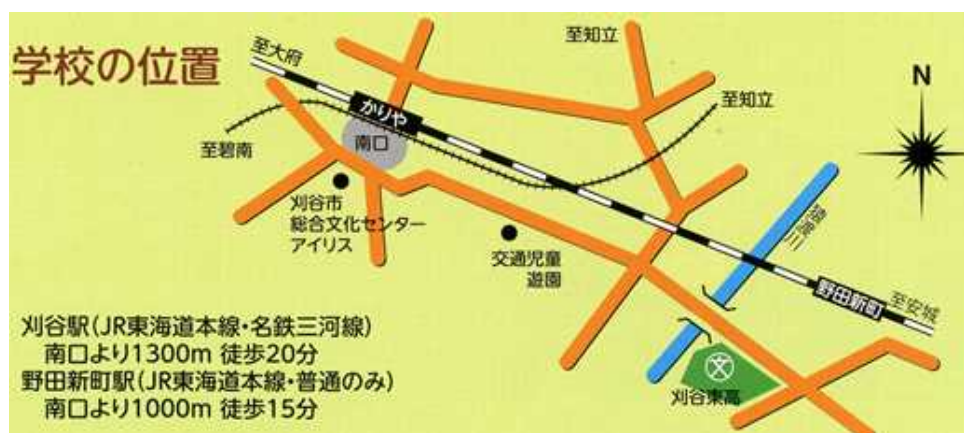 学校の位置
至大府
至知立
N
かりや
至知立
至碧南
南口
刈谷市
総合文化センター
アイリス
猿渡川
交通児童
遊園
野田新町
至安城
刈谷駅(JR東海道本線・名鉄三河線)
南口より1300m 徒歩20分
野田新町駅(JR東海道本線・普通のみ)
南口より1000m 徒歩15分
文
刈谷東高